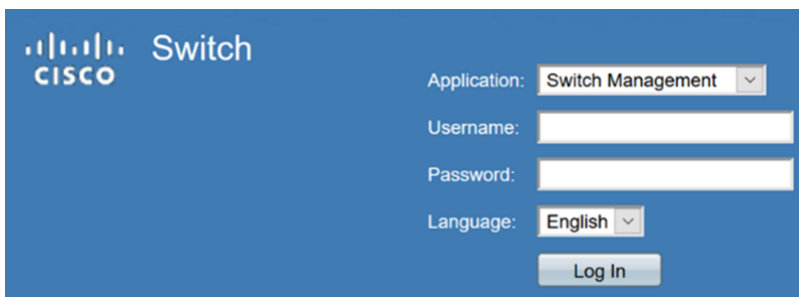 CISCO
Switch
Application: Switch Management
Username:
Password:
Language: English
Log In